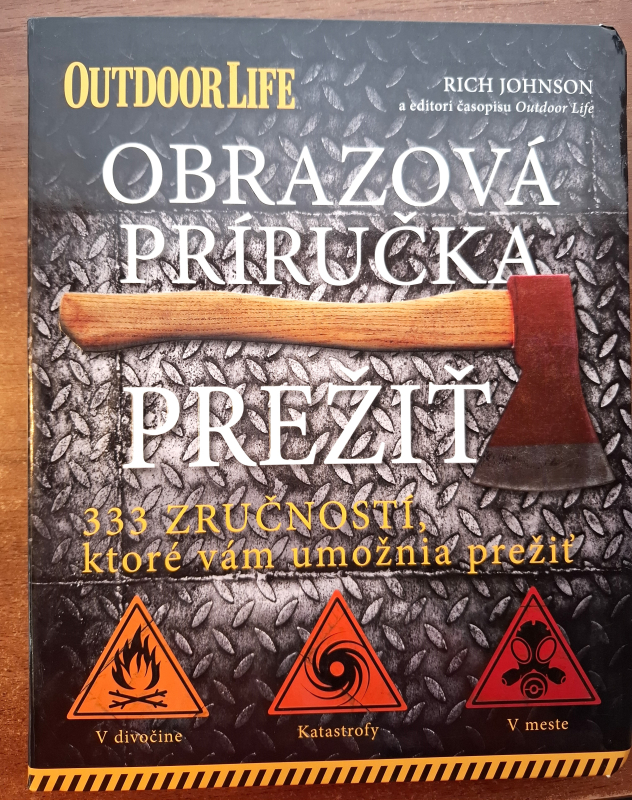 OUTDOOR LIFE
RICH JOHNSON
a editori časopisu Outdoor Life
OBRAZOVÁ
PRÍRUČKA
PREŽIŤ
333 ZRUČNOSTÍ,
ktoré vám umožnia prežiť
V divočine
Katastrofy
V meste